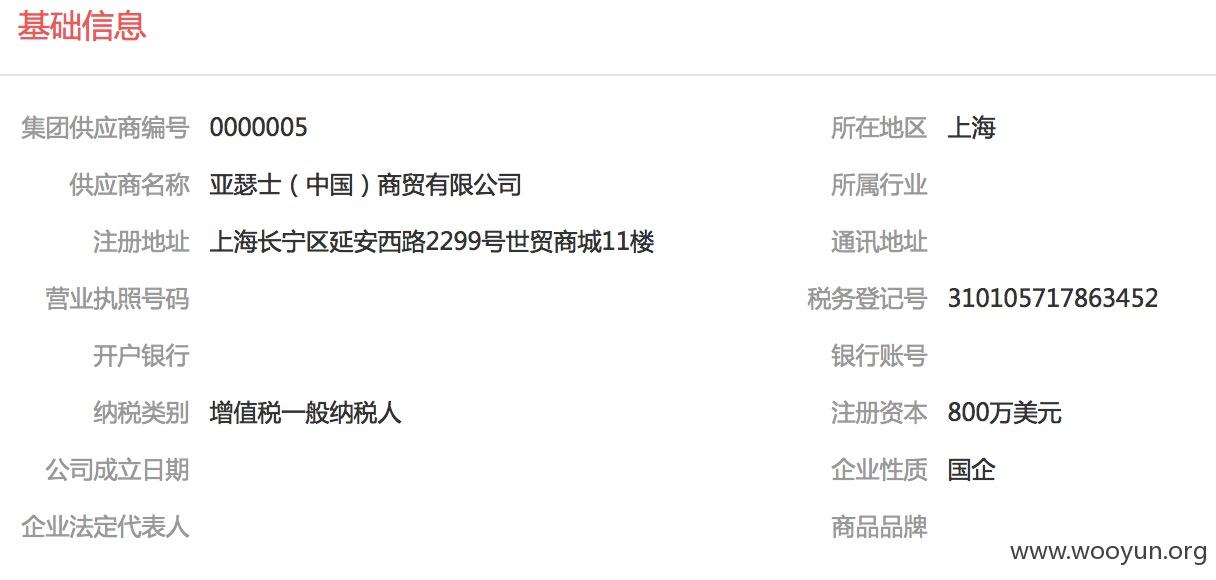 基础信息
集团供应商编号 0000005 所在地区 上海
供应商名称 亚瑟士（中国）商贸有限公司 所属行业
注册地址 上海长宁区延安西路2299号世贸商城11楼 通讯地址
营业执照号码 税务登记号 310105717863452
开户银行 银行账号
纳税类别 增值税一般纳税人 注册资本 800万美元
公司成立日期 企业性质 国企
企业法定代表人 商品品牌
www.wooyun.org